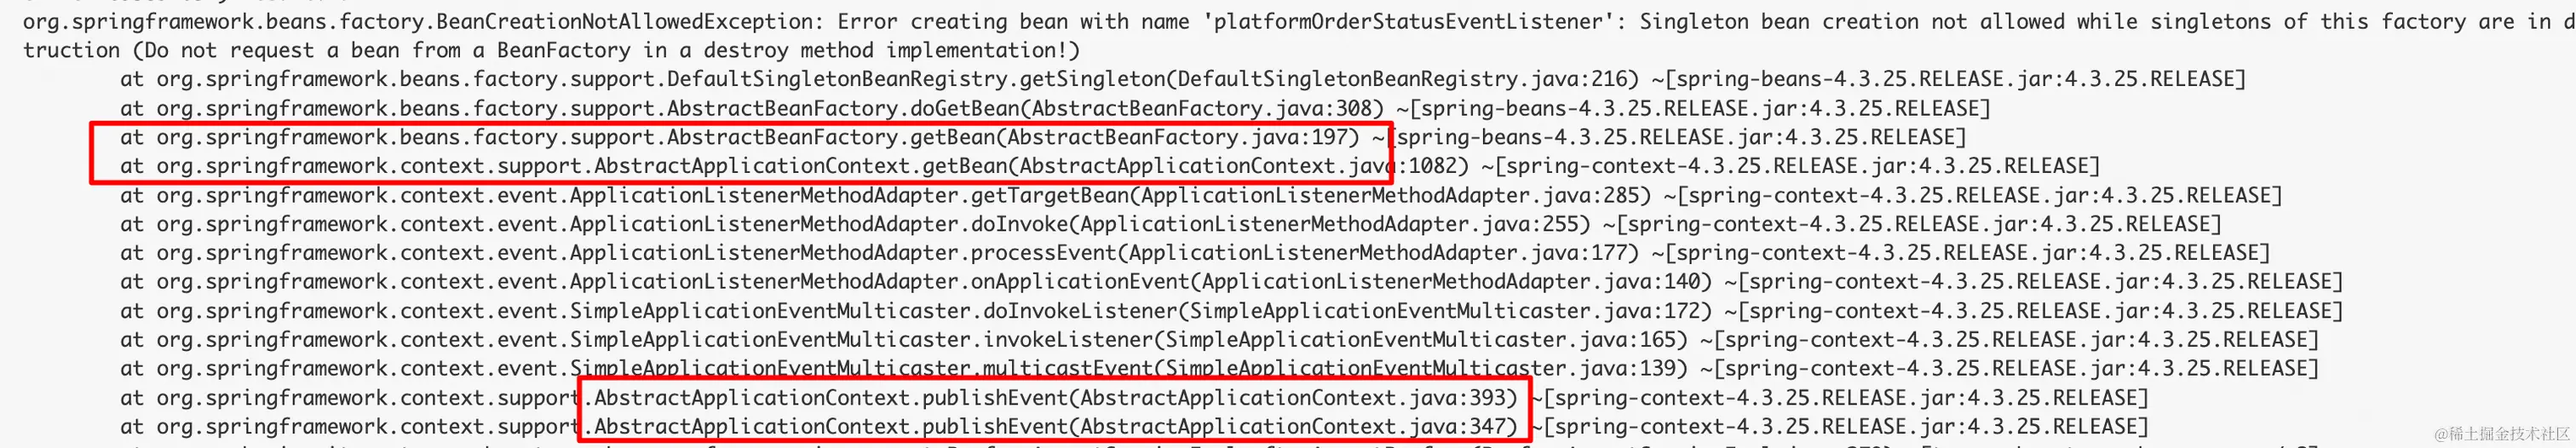 org.springframework.beans.factory.BeanCreationNotAllowedException: Error creating bean with name 'platformOrderStatusEventListener': Singleton bean creation not allowed while singletons of this factory are in d
truction (Do not request a bean from a BeanFactory in a destroy method implementation!)
at org.springframework.beans.factory.support.DefaultSingletonBeanRegistry.getSingleton(DefaultSingletonBeanRegistry.java:216) ~[spring-beans-4.3.25.RELEASE.jar:4.3.25.RELEASE]
at org.springframework.beans.factory.support.AbstractBeanFactory.doGetBean(AbstractBeanFactory.java:308) ~[spring-beans-4.3.25.RELEASE.jar:4.3.25.RELEASE]
at org.springframework.beans.factory.support.AbstractBeanFactory.getBean(AbstractBeanFactory.java:197) ~[spring-beans-4.3.25.RELEASE.jar:4.3.25.RELEASE]
at org.springframework.context.support.AbstractApplicationContext.getBean(AbstractApplicationContext.java:1082) ~[spring-context-4.3.25.RELEASE.jar:4.3.25.RELEASE]
at org.springframework.context.event.ApplicationListenerMethodAdapter.getTargetBean(ApplicationListenerMethodAdapter.java:285) ~[spring-context-4.3.25.RELEASE.jar:4.3.25.RELEASE]
at org.springframework.context.event.ApplicationListenerMethodAdapter.doInvoke(ApplicationListenerMethodAdapter.java:255) ~[spring-context-4.3.25.RELEASE.jar:4.3.25.RELEASE]
at org.springframework.context.event.ApplicationListenerMethodAdapter.processEvent(ApplicationListenerMethodAdapter.java:177) ~[spring-context-4.3.25.RELEASE.jar:4.3.25.RELEASE]
at org.springframework.context.event.ApplicationListenerMethodAdapter.onApplicationEvent(ApplicationListenerMethodAdapter.java:140) ~[spring-context-4.3.25.RELEASE.jar:4.3.25.RELEASE]
at org.springframework.context.event.SimpleApplicationEventMulticaster.doInvokeListener(SimpleApplicationEventMulticaster.java:172) ~[spring-context-4.3.25.RELEASE.jar:4.3.25.RELEASE]
at org.springframework.context.event.SimpleApplicationEventMulticaster.invokeListener(SimpleApplicationEventMulticaster.java:165) ~[spring-context-4.3.25.RELEASE.jar:4.3.25.RELEASE]
at org.springframework.context.event.SimpleApplicationEventMulticaster.multicastEvent(SimpleApplicationEventMulticaster.java:139) ~[spring-context-4.3.25.RELEASE.jar:4.3.25.RELEASE]
at org.springframework.context.support.AbstractApplicationContext.publishEvent(AbstractApplicationContext.java:393) ~[spring-context-4.3.25.RELEASE.jar:4.3.25.RELEASE]
at org.springframework.context.support.AbstractApplicationContext.publishEvent(AbstractApplicationContext.java:347) ~[spring-context-4.3.25.RELEASE.jar:4.3.25.RELEASE]
@稀土掘金技术社区